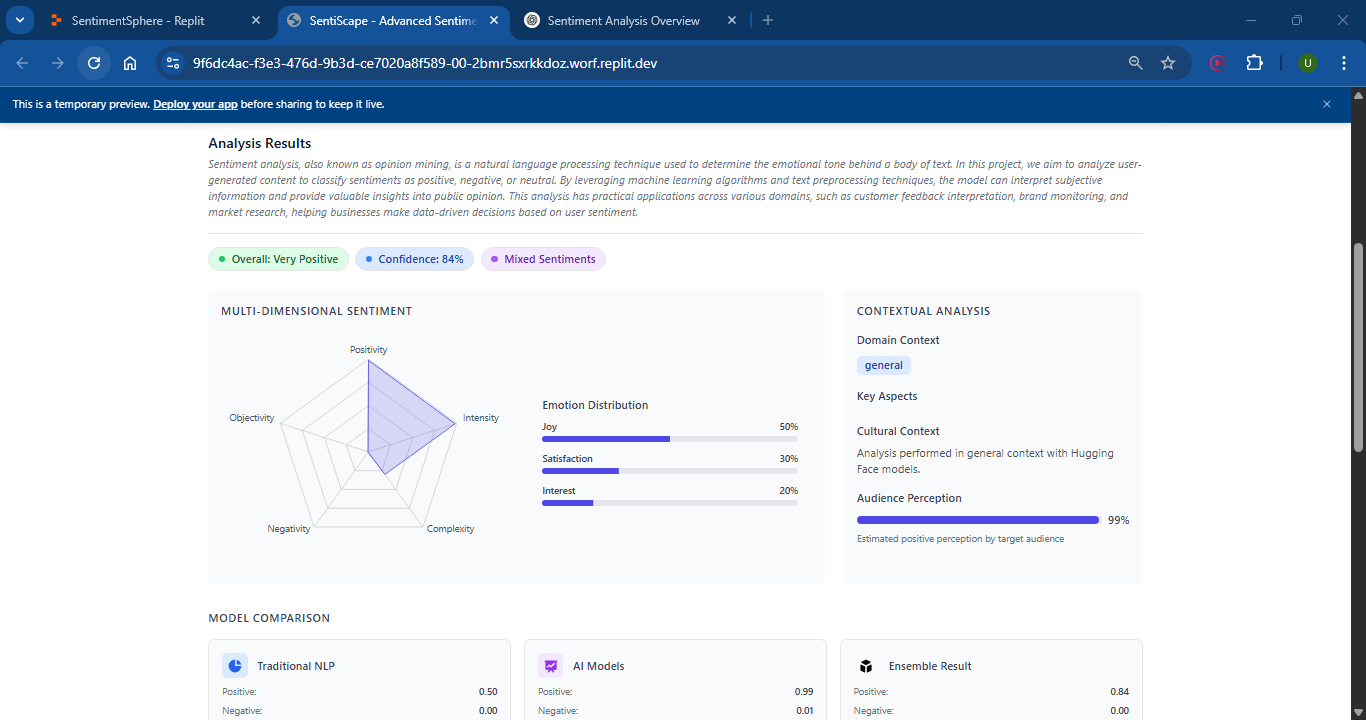 SentimentSphere - Replit
SentiScape - Advanced Sentime
Sentiment Analysis Overview
9f6dc4ac-f3e3-476d-9b3d-ce7020a8f589-00-2bmr5sxrkkdoz.worf.replit.dev
U
This is a temporary preview. Deploy your app before sharing to keep it live.
Analysis Results
Sentiment analysis, also known as opinion mining, is a natural language processing technique used to determine the emotional tone behind a body of text. In this project, we aim to analyze user-
generated content to classify sentiments as positive, negative, or neutral. By leveraging machine learning algorithms and text preprocessing techniques, the model can interpret subjective
information and provide valuable insights into public opinion. This analysis has practical applications across various domains, such as customer feedback interpretation, brand monitoring, and
market research, helping businesses make data-driven decisions based on user sentiment.
Overall: Very Positive
Confidence: 84%
Mixed Sentiments
MULTI-DIMENSIONAL SENTIMENT
Positivity
Objectivity
Intensity
Negativity
Complexity
Emotion Distribution
Joy 50%
Satisfaction 30%
Interest 20%
CONTEXTUAL ANALYSIS
Domain Context
general
Key Aspects
Cultural Context
Analysis performed in general context with Hugging
Face models.
Audience Perception
99%
Estimated positive perception by target audience
MODEL COMPARISON
Traditional NLP
Positive: 0.50
Negative: 0.00
AI Models
Positive: 0.99
Negative: 0.01
Ensemble Result
Positive: 0.84
Negative: 0.00